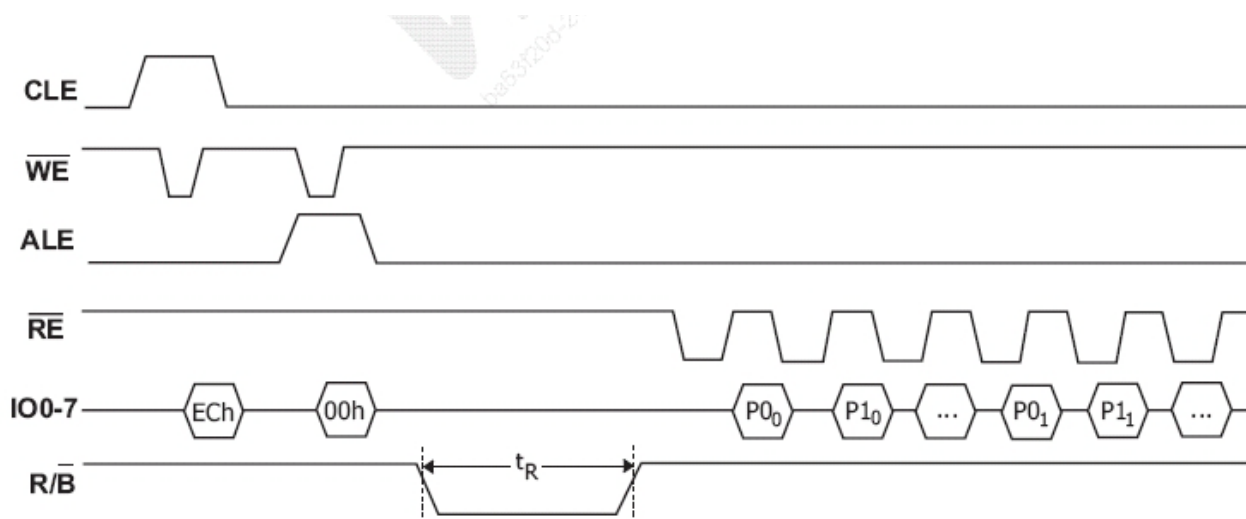 CLE
WE
ALE
RE
IO0-7 ECh 00h P0₀ P1₀ ... P0₁ P1₁ ...
R/B tR